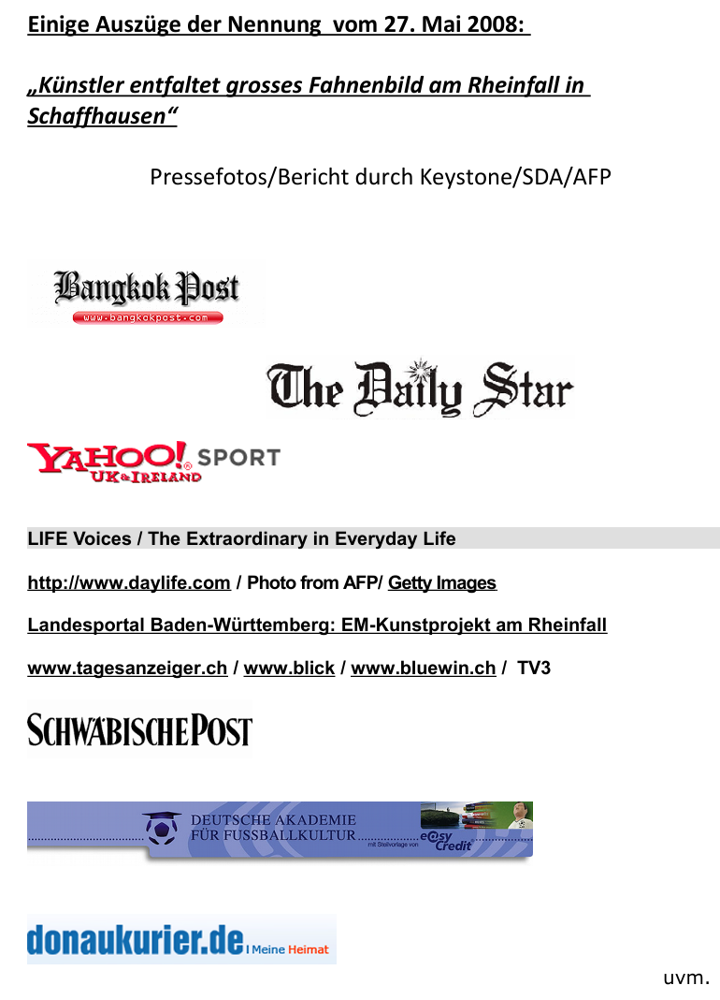 Einige Auszüge der Nennung vom 27. Mai 2008:
„Künstler entfaltet grosses Fahnenbild am Rheinfall in
Schaffhausen“
Pressefotos/Bericht durch Keystone/SDA/AFP
Bangkok Post
www.bangkokpost.com
The Daily Star
YAHOO!® SPORT
UK & IRELAND
LIFE Voices / The Extraordinary in Everyday Life
http://www.daylife.com / Photo from AFP/ Getty Images
Landesportal Baden-Württemberg: EM-Kunstprojekt am Rheinfall
www.tagesanzeiger.ch / www.blick / www.bluewin.ch / TV3
SCHWÄBISCHE POST
DEUTSCHE AKADEMIE
FÜR FUSSBALLKULTUR
mit Steilvorlage von easy Credit
donaukurier.de | Meine Heimat
uvm.